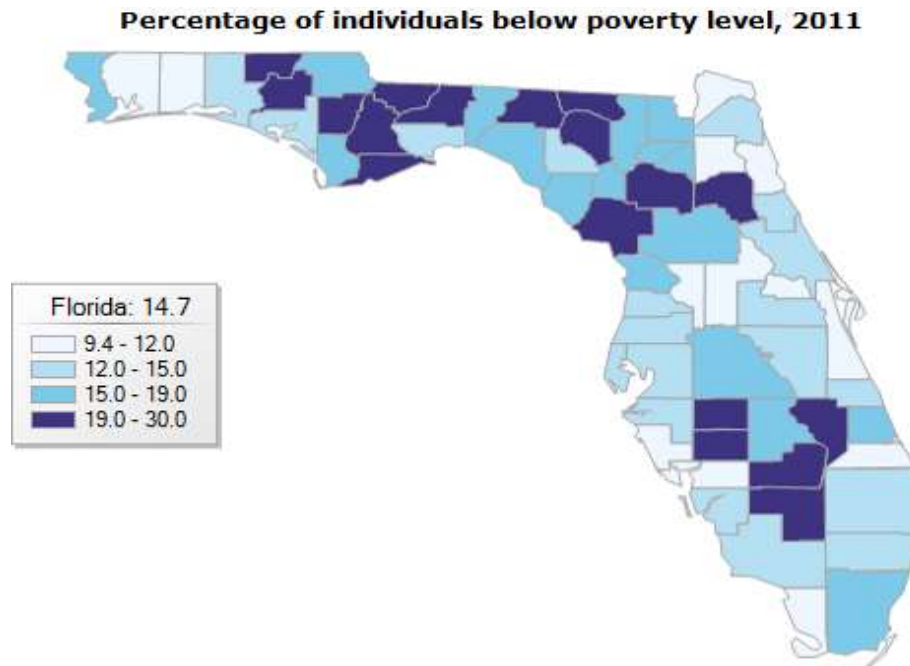 Percentage of individuals below poverty level, 2011
Florida: 14.7
9.4 - 12.0
12.0 - 15.0
15.0 - 19.0
19.0 - 30.0